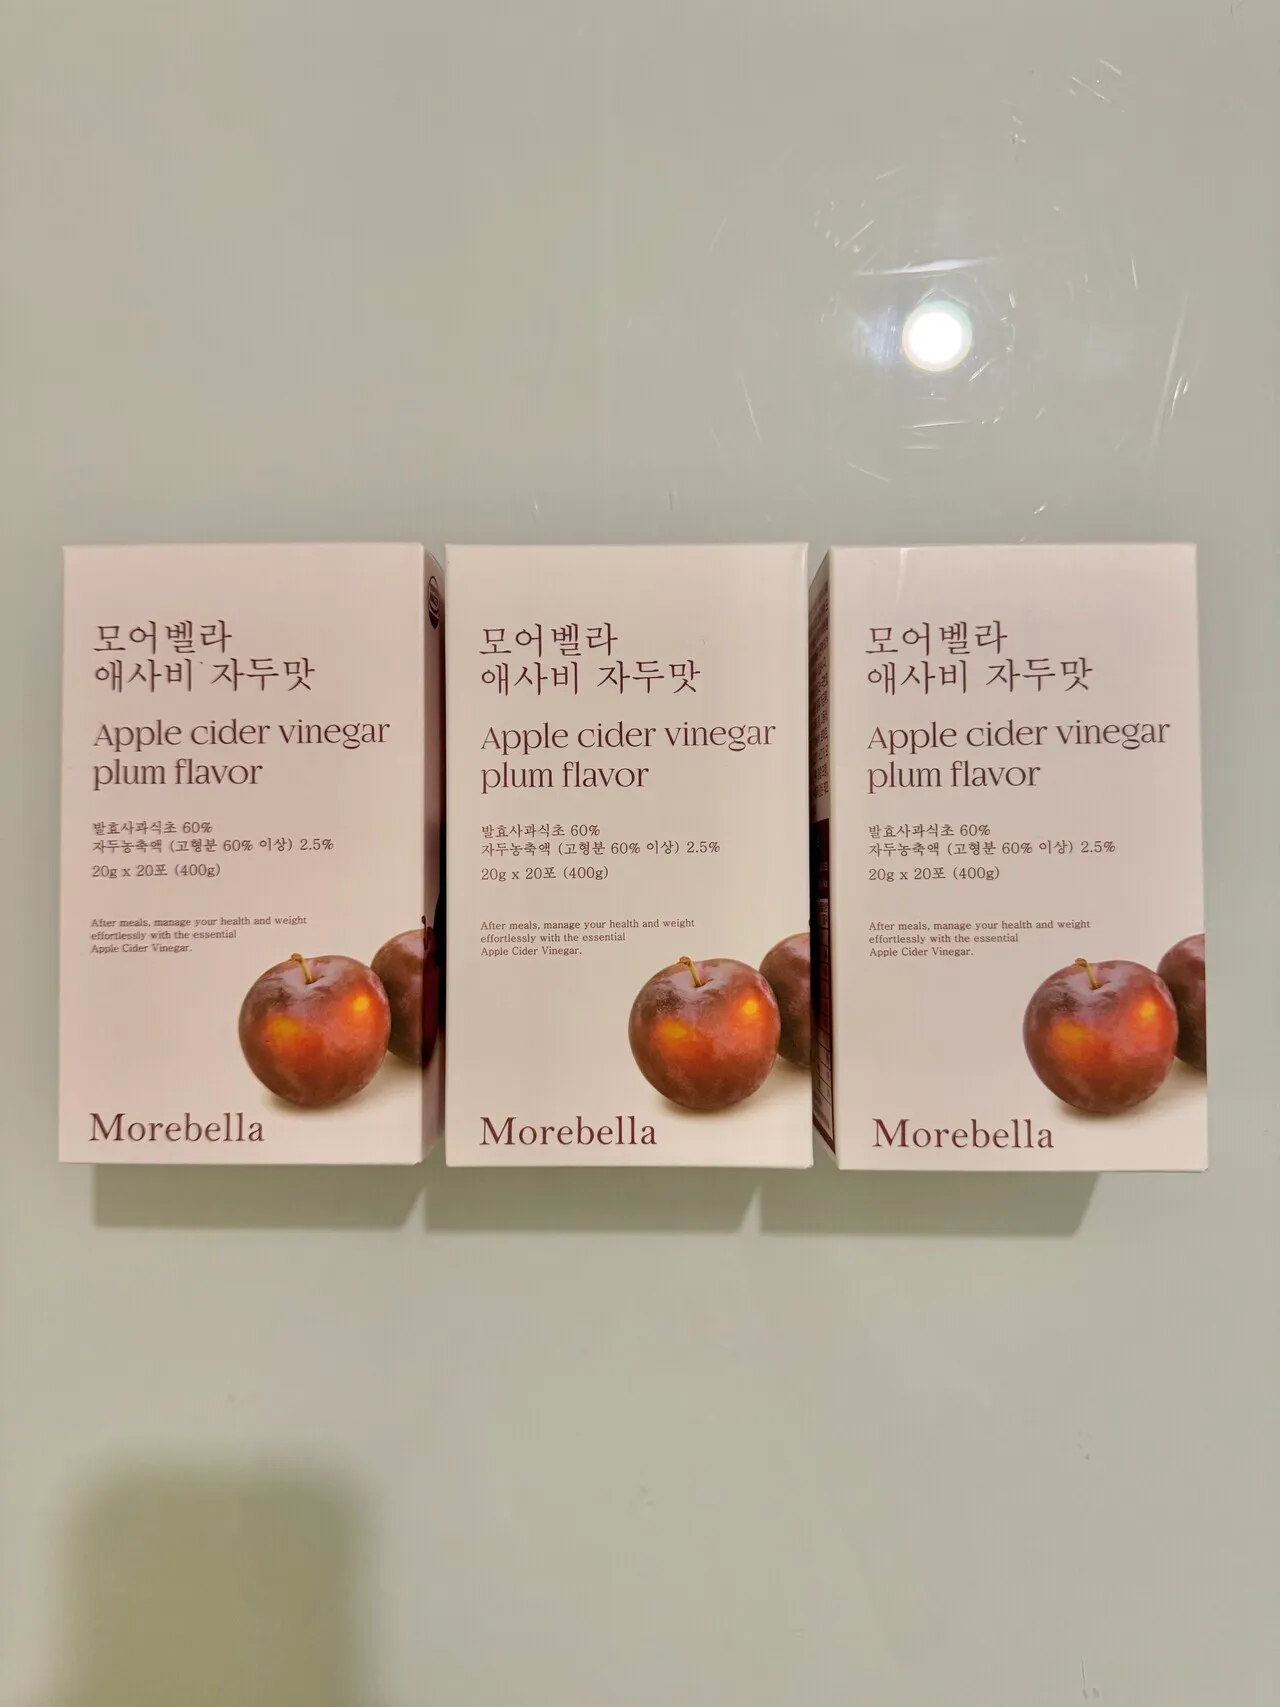 모어벨라
애사비 자두맛
Apple cider vinegar
plum flavor
발효사과식초 60%
자두농축액 (고형분 60% 이상) 2.5%
20g x 20포 (400g)
After meals, manage your health and weight
effortlessly with the essential
Apple Cider Vinegar.
Morebella
모어벨라
애사비 자두맛
Apple cider vinegar
plum flavor
발효사과식초 60%
자두농축액 (고형분 60% 이상) 2.5%
20g x 20포 (400g)
After meals, manage your health and weight
effortlessly with the essential
Apple Cider Vinegar.
Morebella
모어벨라
애사비 자두맛
Apple cider vinegar
plum flavor
발효사과식초 60%
자두농축액 (고형분 60% 이상) 2.5%
20g x 20포 (400g)
After meals, manage your health and weight
effortlessly with the essential
Apple Cider Vinegar.
Morebella